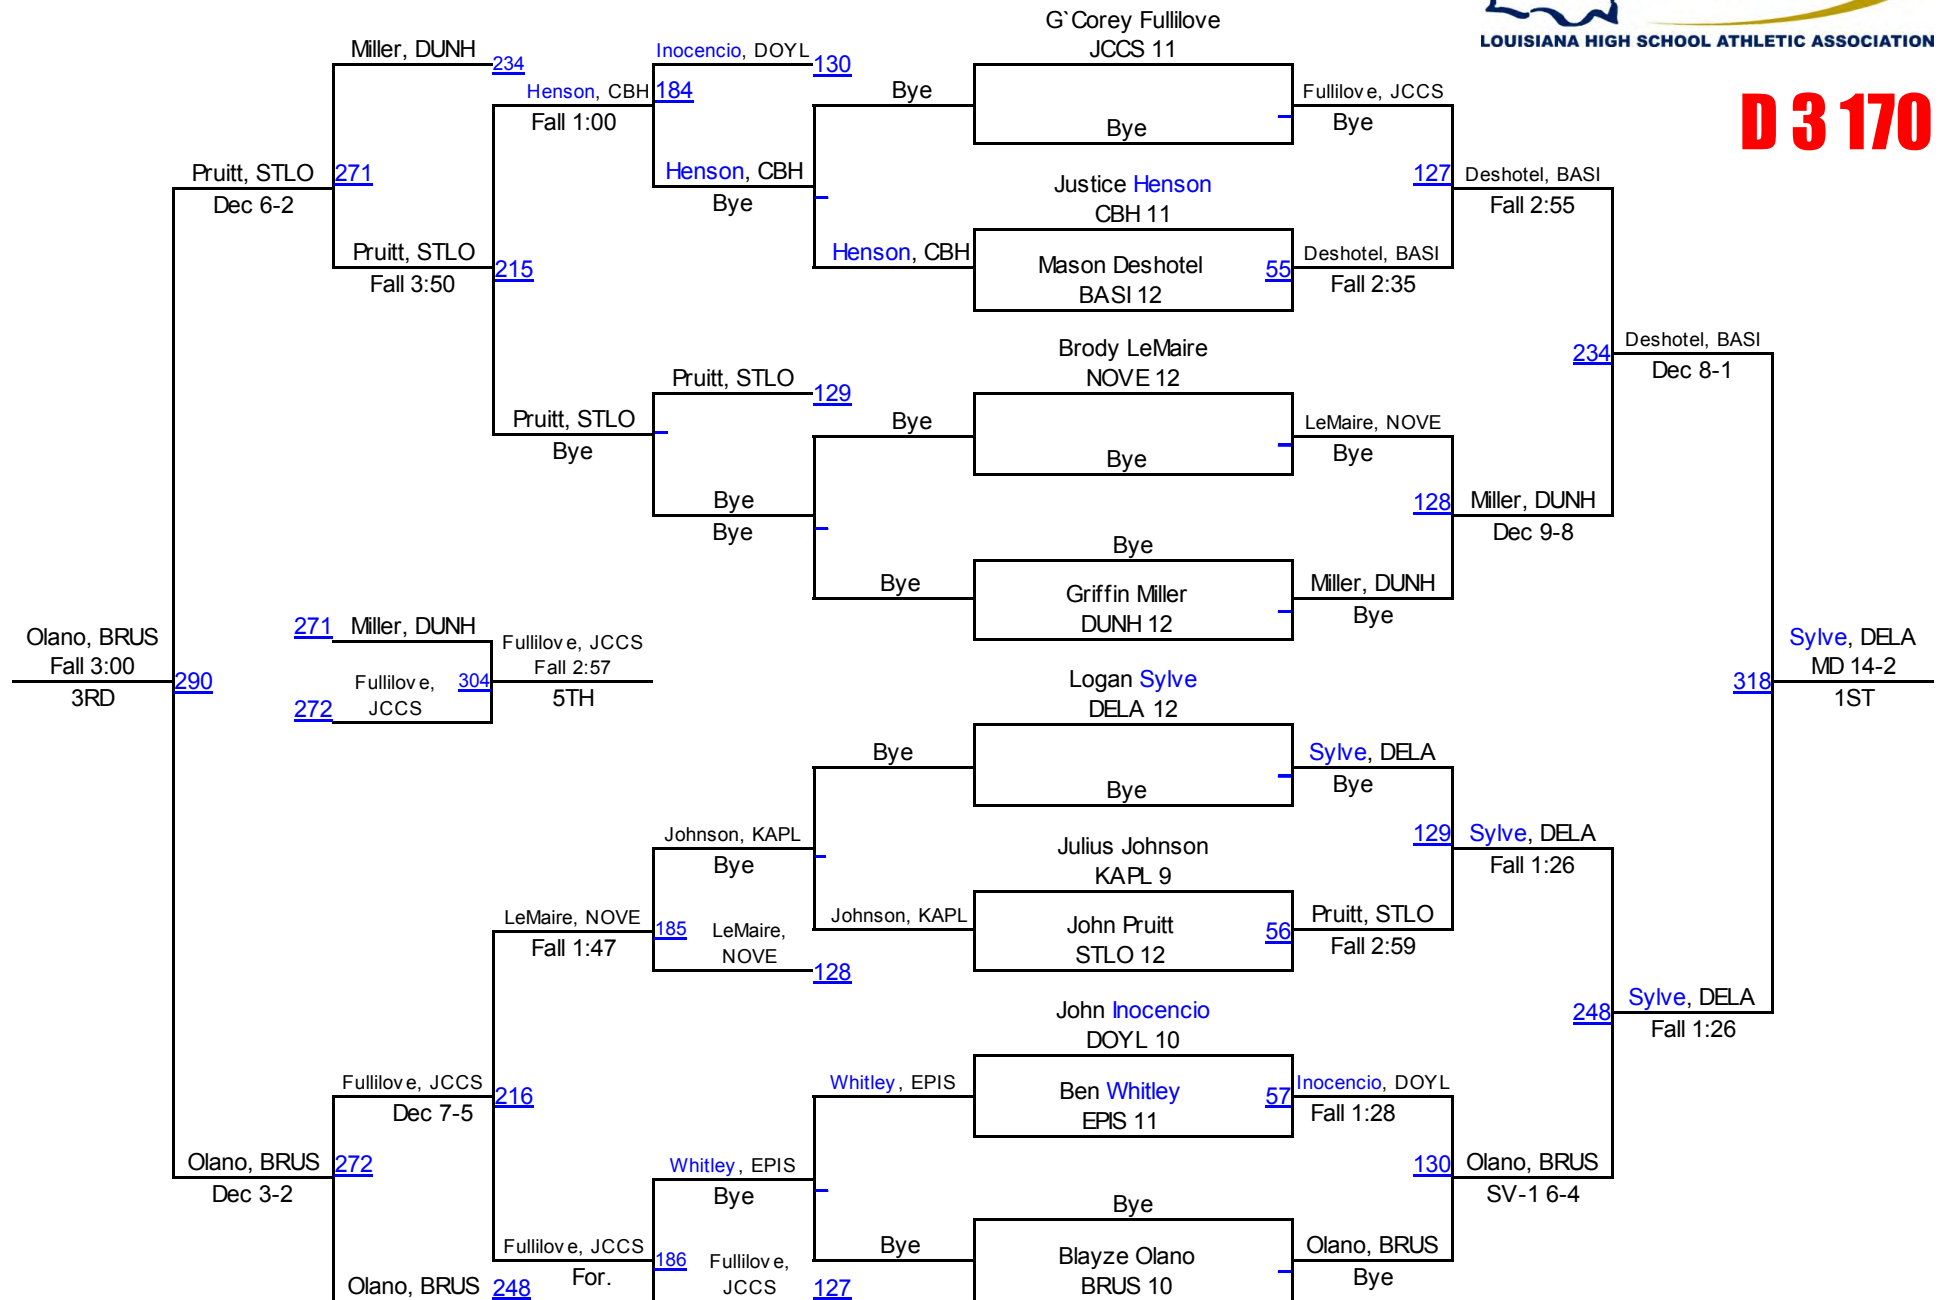 LOUISIANA HIGH SCHOOL ATHLETIC ASSOCIATION
D 3 170
G`Corey Fullilove
JCCS 11
Bye
Justice Henson
CBH 11
Mason Deshotel
BASI 12
55
Brody LeMaire
NOVE 12
Bye
Bye
Griffin Miller
DUNH 12
Logan Sylve
DELA 12
Bye
Julius Johnson
KAPL 9
John Pruitt
STLO 12
56
John Inocencio
DOYL 10
Ben Whitley
EPIS 11
57
Bye
Blayze Olano
BRUS 10
Fullilove, JCCS
Bye
127
Deshotel, BASI
Fall 2:35
LeMaire, NOVE
Bye
128
Miller, DUNH
Bye
Sylve, DELA
Bye
129
Pruitt, STLO
Fall 2:59
Inocencio, DOYL
Fall 1:28
130
Olano, BRUS
Bye
Deshotel, BASI
Fall 2:55
234
Miller, DUNH
Dec 9-8
Sylve, DELA
Fall 1:26
248
Olano, BRUS
SV-1 6-4
Deshotel, BASI
Dec 8-1
318
Sylve, DELA
Fall 1:26
Sylve, DELA
MD 14-2
1ST
Bye
Henson, CBH
Bye
Bye
Bye
Johnson, KAPL
Whitley, EPIS
Bye
Inocencio, DOYL
130
184
Henson, CBH
Bye
Pruitt, STLO
129
Bye
Bye
Johnson, KAPL
Bye
185
LeMaire,
NOVE
128
Whitley, EPIS
Bye
186
Fullilove,
JCCS
127
Henson, CBH
Fall 1:00
215
Pruitt, STLO
Bye
LeMaire, NOVE
Fall 1:47
216
Fullilove, JCCS
For.
Miller, DUNH
234
271
Pruitt, STLO
Fall 3:50
Fullilove, JCCS
Dec 7-5
272
Olano, BRUS
248
Pruitt, STLO
Dec 6-2
290
Olano, BRUS
Dec 3-2
Olano, BRUS
Fall 3:00
3RD
271
Miller, DUNH
Fullilove,
JCCS
272
304
Fullilove, JCCS
Fall 2:57
5TH